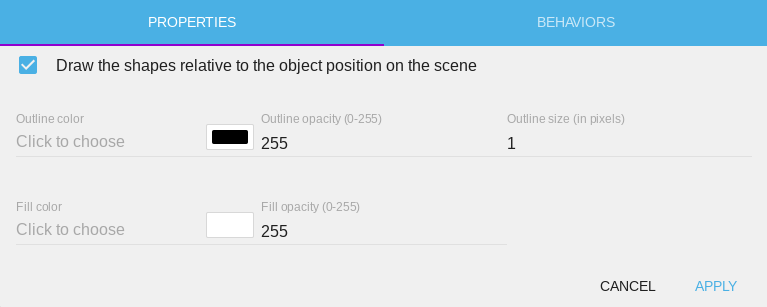 PROPERTIES BEHAVIORS
Draw the shapes relative to the object position on the scene
Outline color Outline opacity (0-255) Outline size (in pixels)
Click to choose 255 1
Fill color Fill opacity (0-255)
Click to choose 255
CANCEL APPLY